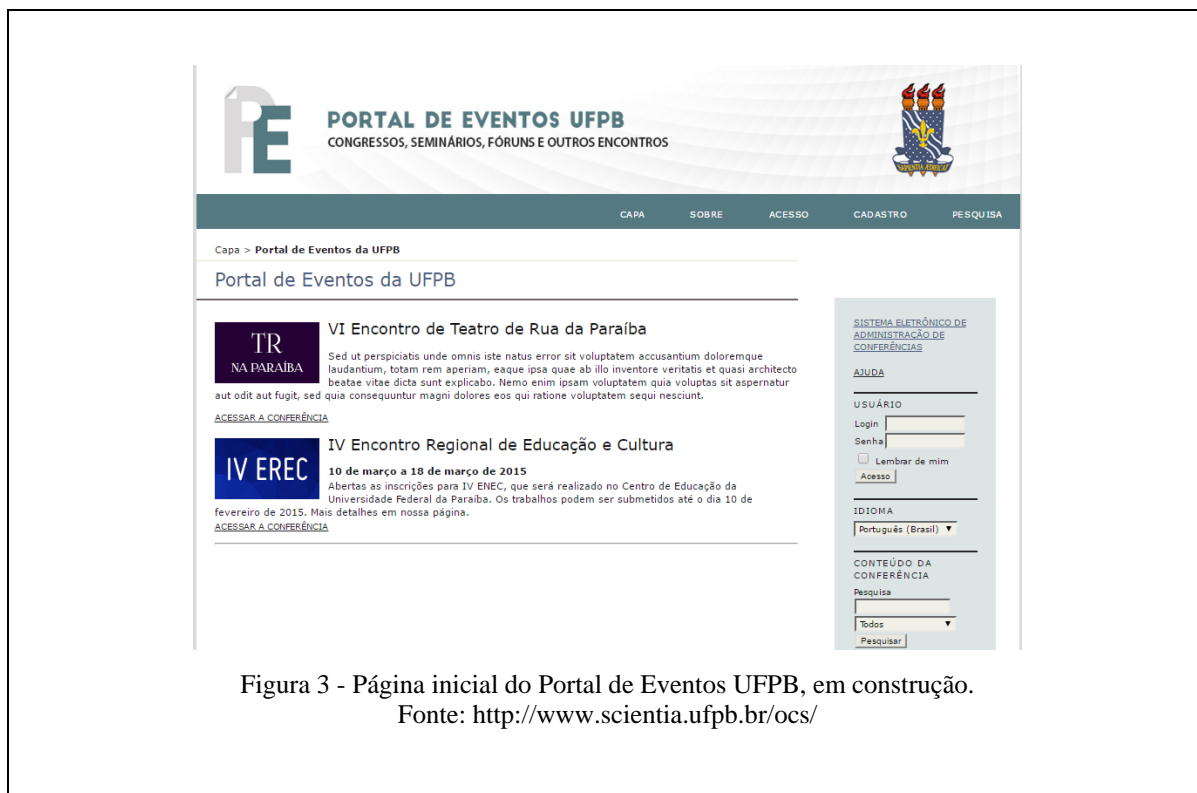 PE
PORTAL DE EVENTOS UFPB
CONGRESSOS, SEMINÁRIOS, FÓRUNS E OUTROS ENCONTROS
SAPIENTIA ÆDIFICAT
CAPA SOBRE ACESSO CADASTRO PESQUISA
Capa > Portal de Eventos da UFPB
Portal de Eventos da UFPB
TR
NA PARAÍBA
VI Encontro de Teatro de Rua da Paraíba
Sed ut perspiciatis unde omnis iste natus error sit voluptatem accusantium doloremque
laudantium, totam rem aperiam, eaque ipsa quae ab illo inventore veritatis et quasi architecto
beatae vitae dicta sunt explicabo. Nemo enim ipsam voluptatem quia voluptas sit aspernatur
aut odit aut fugit, sed quia consequuntur magni dolores eos qui ratione voluptatem sequi nesciunt.
ACESSAR A CONFERÊNCIA
IV EREC
IV Encontro Regional de Educação e Cultura
10 de março a 18 de março de 2015
Abertas as inscrições para IV ENEC, que será realizado no Centro de Educação da
Universidade Federal da Paraíba. Os trabalhos podem ser submetidos até o dia 10 de
fevereiro de 2015. Mais detalhes em nossa página.
ACESSAR A CONFERÊNCIA
SISTEMA ELETRÔNICO DE
ADMINISTRAÇÃO DE
CONFERÊNCIAS
AJUDA
USUÁRIO
Login
Senha
Lembrar de mim
Acesso
IDIOMA
Português (Brasil)
CONTEÚDO DA
CONFERÊNCIA
Pesquisa
Todos
Pesquisar
Figura 3 - Página inicial do Portal de Eventos UFPB, em construção.
Fonte: http://www.scientia.ufpb.br/ocs/